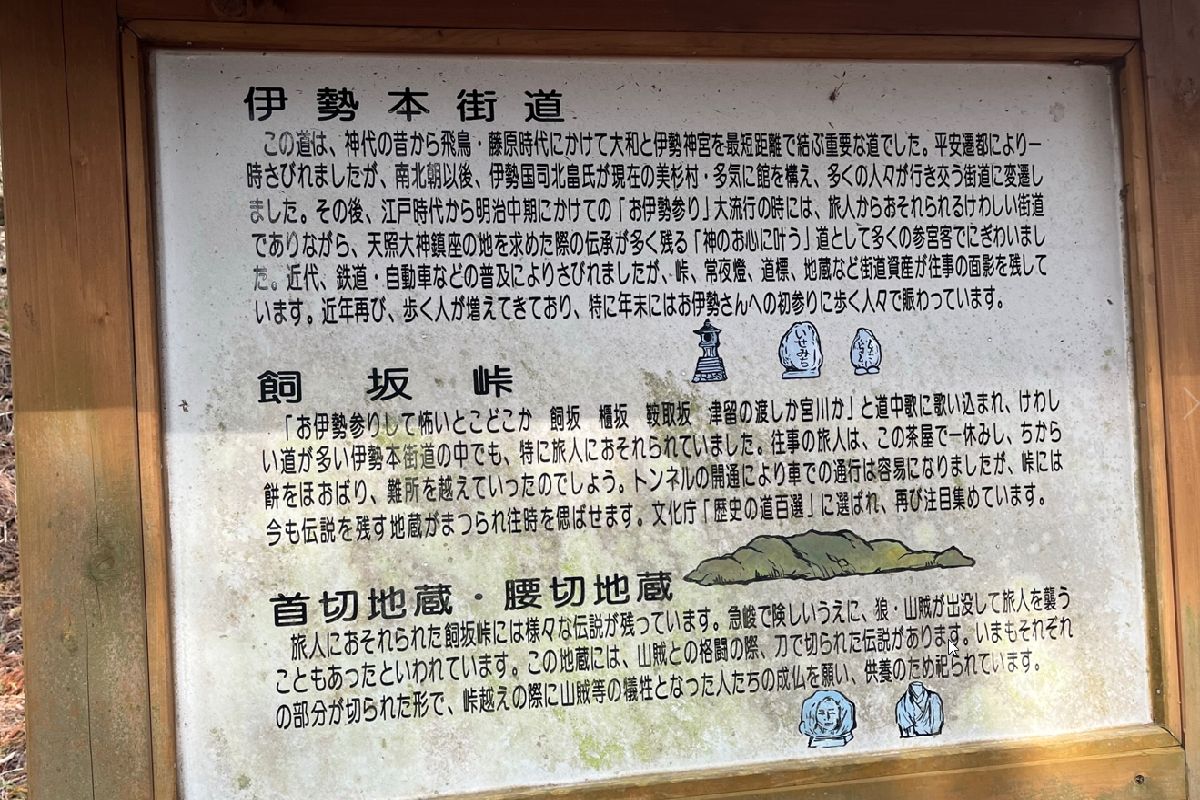 伊勢本街道
この道は、神代の昔から飛鳥・藤原時代にかけて大和と伊勢神宮を最短距離で結ぶ重要な道でした。平安遷都により一
時さびれましたが、南北朝以後、伊勢国司北畠氏が現在の美杉村・多気に館を構え、多くの人々が行き交う街道に変遷し
ました。その後、江戸時代から明治中期にかけての「お伊勢参り」大流行の時には、旅人からおそれられるけわしい街道
でありながら、天照大神鎮座の地を求めた際の伝承が多く残る「神のお心に叶う」道として多くの参宮客でにぎわいまし
た。近代、鉄道・自動車などの普及によりさびれましたが、峠、常夜燈、道標、地蔵など街道資産が往事の面影を残して
います。近年再び、歩く人が増えてきており、特に年末にはお伊勢さんへの初参りに歩く人々で賑わっています。
いせみち
飼坂峠
「お伊勢参りして怖いとこどこか 飼坂 櫃坂 鞍取坂 津留の渡しか宮川か」と道中歌に歌い込まれ、けわし
い道が多い伊勢本街道の中でも、特に旅人におそれられていました。往事の旅人は、この茶屋で一休みし、ちから
餅をほおばり、難所を越えていったのでしょう。トンネルの開通により車での通行は容易になりましたが、峠には
今も伝説を残す地蔵がまつられ往時を偲ばせます。文化庁「歴史の道百選」に選ばれ、再び注目集めています。
首切地蔵・腰切地蔵
旅人におそれられた飼坂峠には様々な伝説が残っています。急峻で険しいうえに、狼・山賊が出没して旅人を襲う
こともあったといわれています。この地蔵には、山賊との格闘の際、刀で切られた伝説があります。いまもそれぞれ
の部分が切られた形で、峠越えの際に山賊等の犠牲となった人たちの成仏を願い、供養のため祀られています。